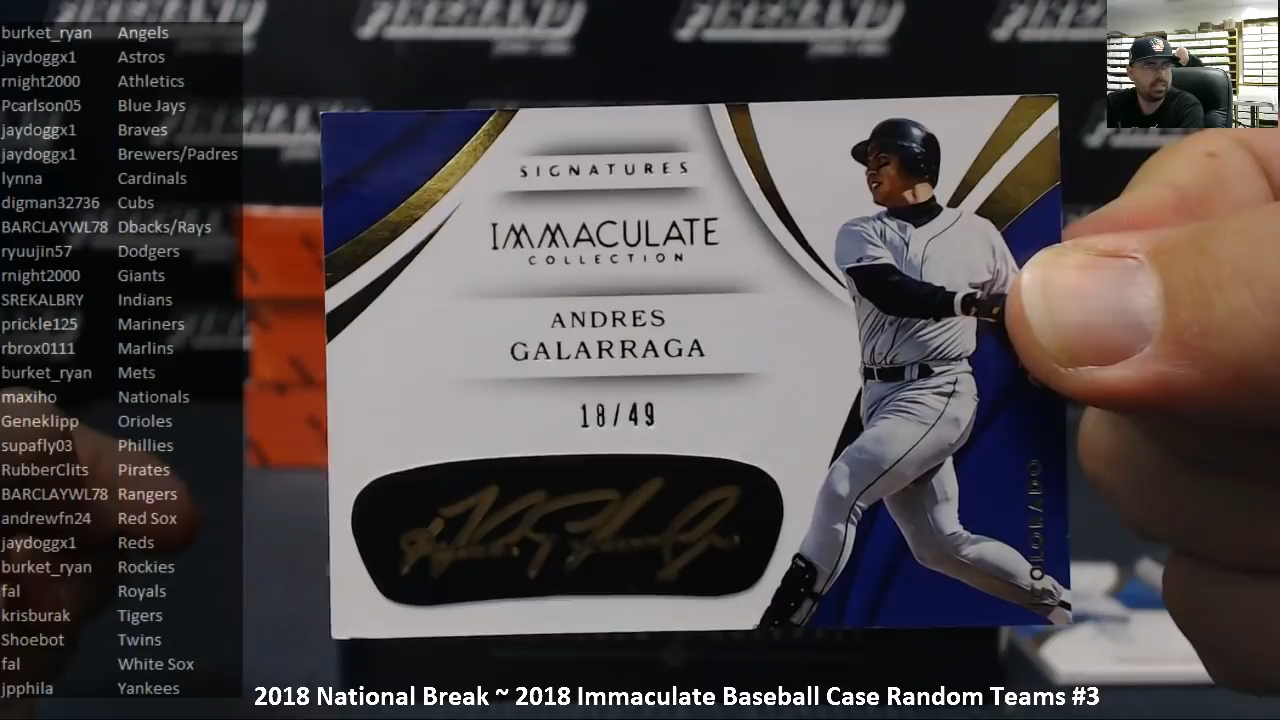 burket_ryan Angels
jaydoggx1 Astros
rnight2000 Athletics
Pcarlson05 Blue Jays
jaydoggx1 Braves
jaydoggx1 Brewers/Padres
lynna Cardinals
digman32736 Cubs
BARCLAYWL78 Dbacks/Rays
ryuujin57 Dodgers
rnight2000 Giants
SREKALBRY Indians
prickle125 Mariners
rbrox0111 Marlins
burket_ryan Mets
maxiho Nationals
Geneklipp Orioles
supafly03 Phillies
RubberClits Pirates
BARCLAYWL78 Rangers
andrewfn24 Red Sox
jaydoggx1 Reds
burket_ryan Rockies
fal Royals
krisburak Tigers
Shoebot Twins
fal White Sox
jpphila Yankees
SIGNATURES
IMMACULATE
COLLECTION
ANDRES
GALARRAGA
18/49
2018 National Break ~ 2018 Immaculate Baseball Case Random Teams #3